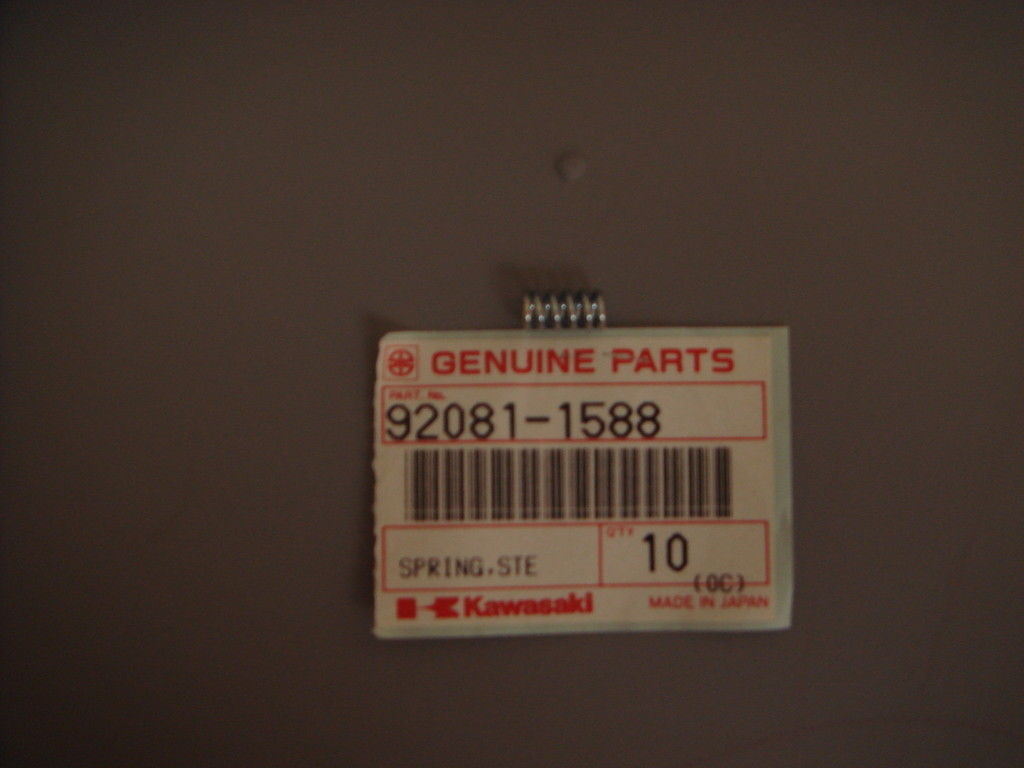 GENUINE PARTS
PART No.
92081-1588
SPRING,STE
QTY
10
(OC)
Kawasaki
MADE IN JAPAN